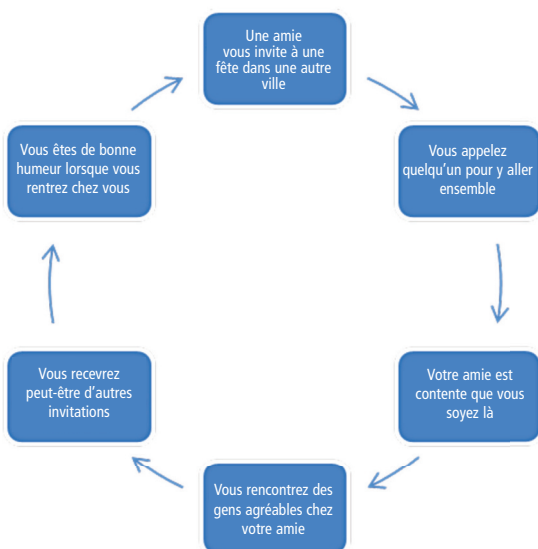 Une amie
vous invite à une
fête dans une autre
ville
Vous appelez
quelqu'un pour y aller
ensemble
Votre amie est
contente que vous
soyez là
Vous rencontrez des
gens agréables chez
votre amie
Vous recevrez
peut-être d'autres
invitations
Vous êtes de bonne
humeur lorsque vous
rentrez chez vous